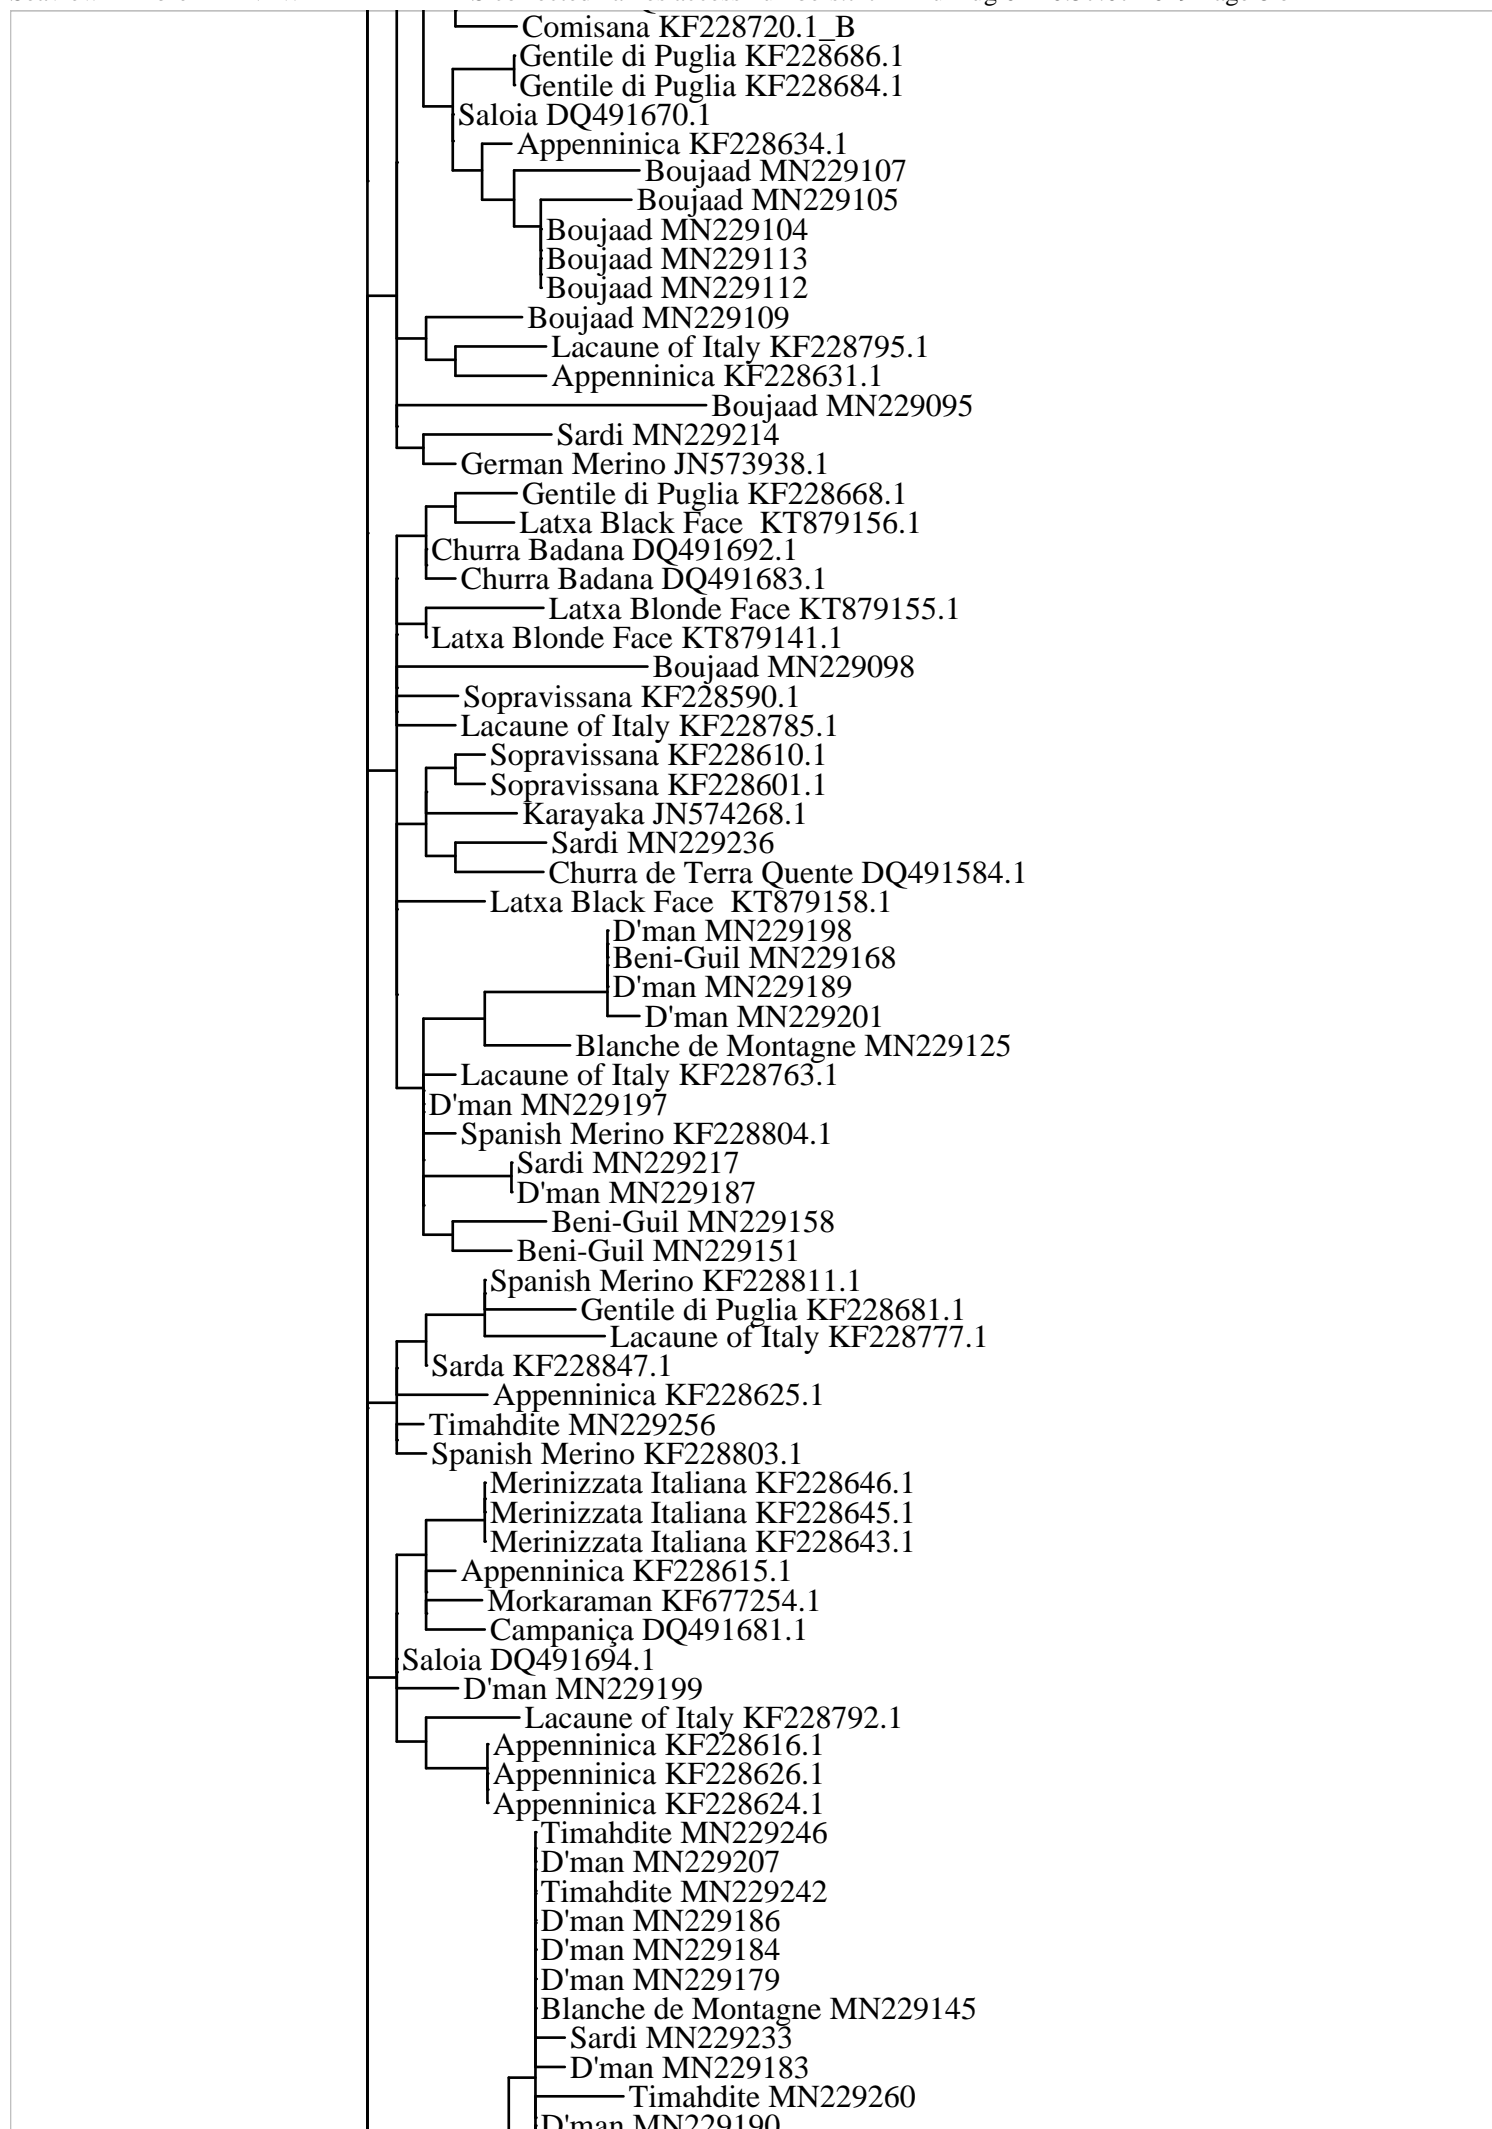 Comisana KF228720.1_B
Gentile di Puglia KF228686.1
Gentile di Puglia KF228684.1
Saloia DQ491670.1
Appenninica KF228634.1
Boujaad MN229107
Boujaad MN229105
Boujaad MN229104
Boujaad MN229113
Boujaad MN229112
Boujaad MN229109
Lacaune of Italy KF228795.1
Appenninica KF228631.1
Boujaad MN229095
Sardi MN229214
German Merino JN573938.1
Gentile di Puglia KF228668.1
Latxa Black Face  KT879156.1
Churra Badana DQ491692.1
Churra Badana DQ491683.1
Latxa Blonde Face KT879155.1
Latxa Blonde Face KT879141.1
Boujaad MN229098
Sopravissana KF228590.1
Lacaune of Italy KF228785.1
Sopravissana KF228610.1
Sopravissana KF228601.1
Karayaka JN574268.1
Sardi MN229236
Churra de Terra Quente DQ491584.1
Latxa Black Face  KT879158.1
D'man MN229198
Beni-Guil MN229168
D'man MN229189
D'man MN229201
Blanche de Montagne MN229125
Lacaune of Italy KF228763.1
D'man MN229197
Spanish Merino KF228804.1
Sardi MN229217
D'man MN229187
Beni-Guil MN229158
Beni-Guil MN229151
Spanish Merino KF228811.1
Gentile di Puglia KF228681.1
Lacaune of Italy KF228777.1
Sarda KF228847.1
Appenninica KF228625.1
Timahdite MN229256
Spanish Merino KF228803.1
Merinizzata Italiana KF228646.1
Merinizzata Italiana KF228645.1
Merinizzata Italiana KF228643.1
Appenninica KF228615.1
Morkaraman KF677254.1
Campaniça DQ491681.1
Saloia DQ491694.1
D'man MN229199
Lacaune of Italy KF228792.1
Appenninica KF228616.1
Appenninica KF228626.1
Appenninica KF228624.1
Timahdite MN229246
D'man MN229207
Timahdite MN229242
D'man MN229186
D'man MN229184
D'man MN229179
Blanche de Montagne MN229145
Sardi MN229233
D'man MN229183
Timahdite MN229260
D'man MN229190